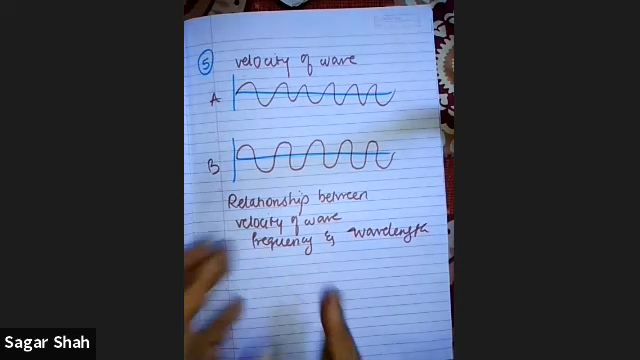 5 velocity of wave
A
B
Relationship between
velocity of wave
frequency & wavelength
Sagar Shah